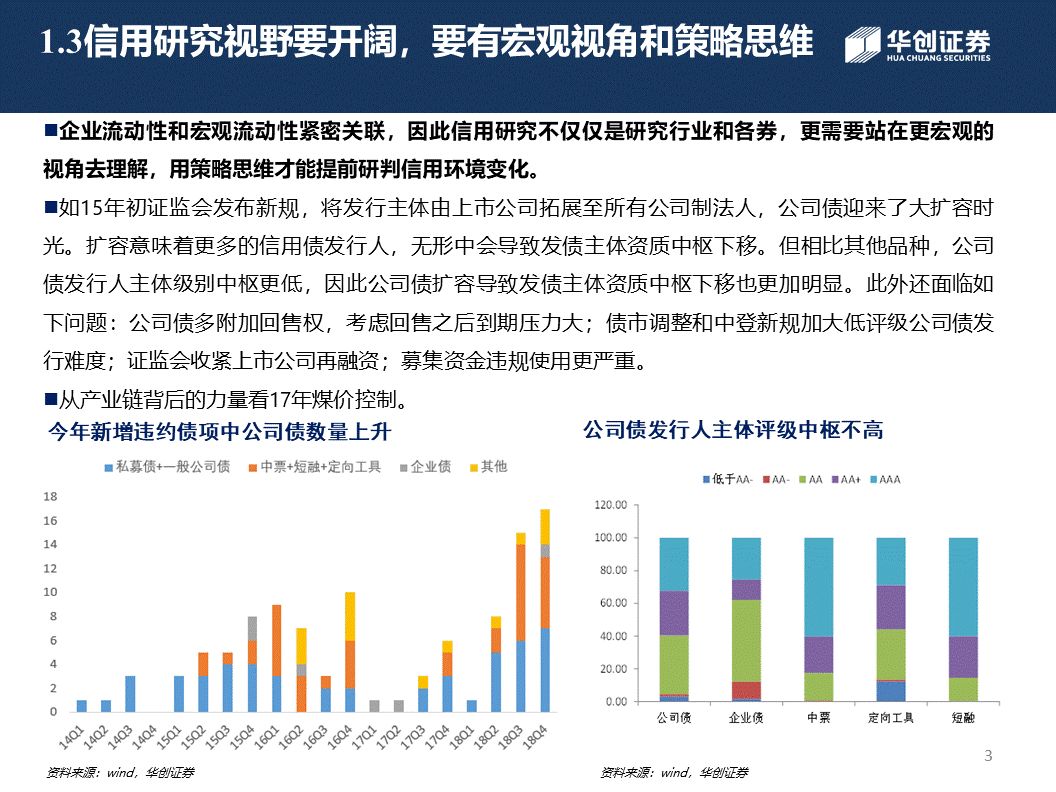 1.3信用研究视野要开阔，要有宏观视角和策略思维
华创证券
HUA CHUANG SECURITIES
■企业流动性和宏观流动性紧密关联，因此信用研究不仅仅是研究行业和各券，更需要站在更宏观的
视角去理解，用策略思维才能提前研判信用环境变化。
■如15年初证监会发布新规，将发行主体由上市公司拓展至所有公司制法人，公司债迎来了大扩容时
光。扩容意味着更多的信用债发行人，无形中会导致发债主体资质中枢下移。但相比其他品种，公司
债发行人主体级别中枢更低，因此公司债扩容导致发债主体资质中枢下移也更加明显。此外还面临如
下问题：公司债多附加回售权，考虑回售之后到期压力大；债市调整和中登新规加大低评级公司债发
行难度；证监会收紧上市公司再融资；募集资金违规使用更严重。
■从产业链背后的力量看17年煤价控制。
今年新增违约债项中公司债数量上升
私募债+一般公司债 中票+短融+定向工具 企业债 其他
18
16
14
12
10
8
6
4
2
0
14Q1 14Q2 14Q3 14Q4 15Q1 15Q2 15Q3 15Q4 16Q1 16Q2 16Q3 16Q4 17Q1 17Q2 17Q3 17Q4 18Q1 18Q2 18Q3 18Q4
资料来源：wind，华创证券
公司债发行人主体评级中枢不高
低于AA- AA- AA AA+ AAA
120.00
100.00
80.00
60.00
40.00
20.00
0.00
公司债 企业债 中票 定向工具 短融
资料来源：wind，华创证券
3